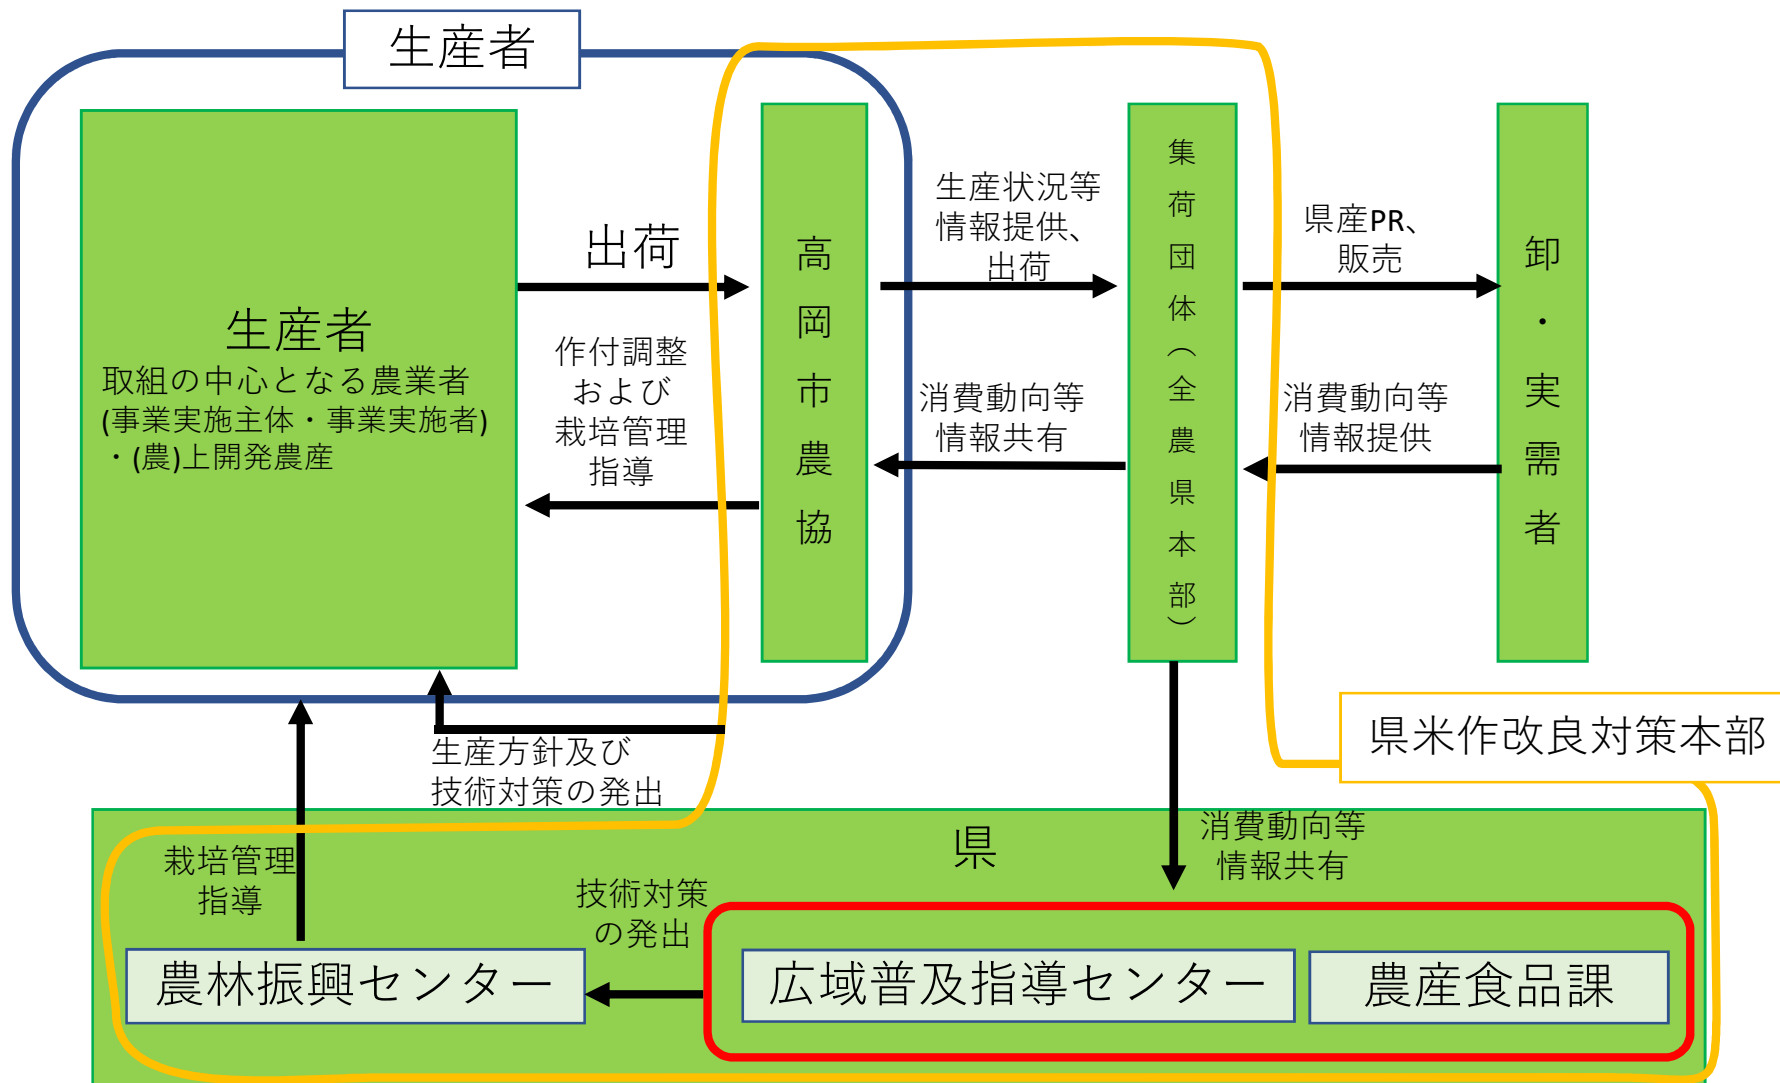 生産者
生産者
取組の中心となる農業者
(事業実施主体・事業実施者)
・(農)上開発農産
出荷
作付調整
および
栽培管理
指導
高岡市農協
生産状況等
情報提供、
出荷
消費動向等
情報共有
集荷団体(全農県本部)
県産PR、
販売
消費動向等
情報提供
卸・実需者
県米作改良対策本部
生産方針及び
技術対策の発出
県
消費動向等
情報共有
栽培管理
指導
技術対策
の発出
農林振興センター
広域普及指導センター
農産食品課